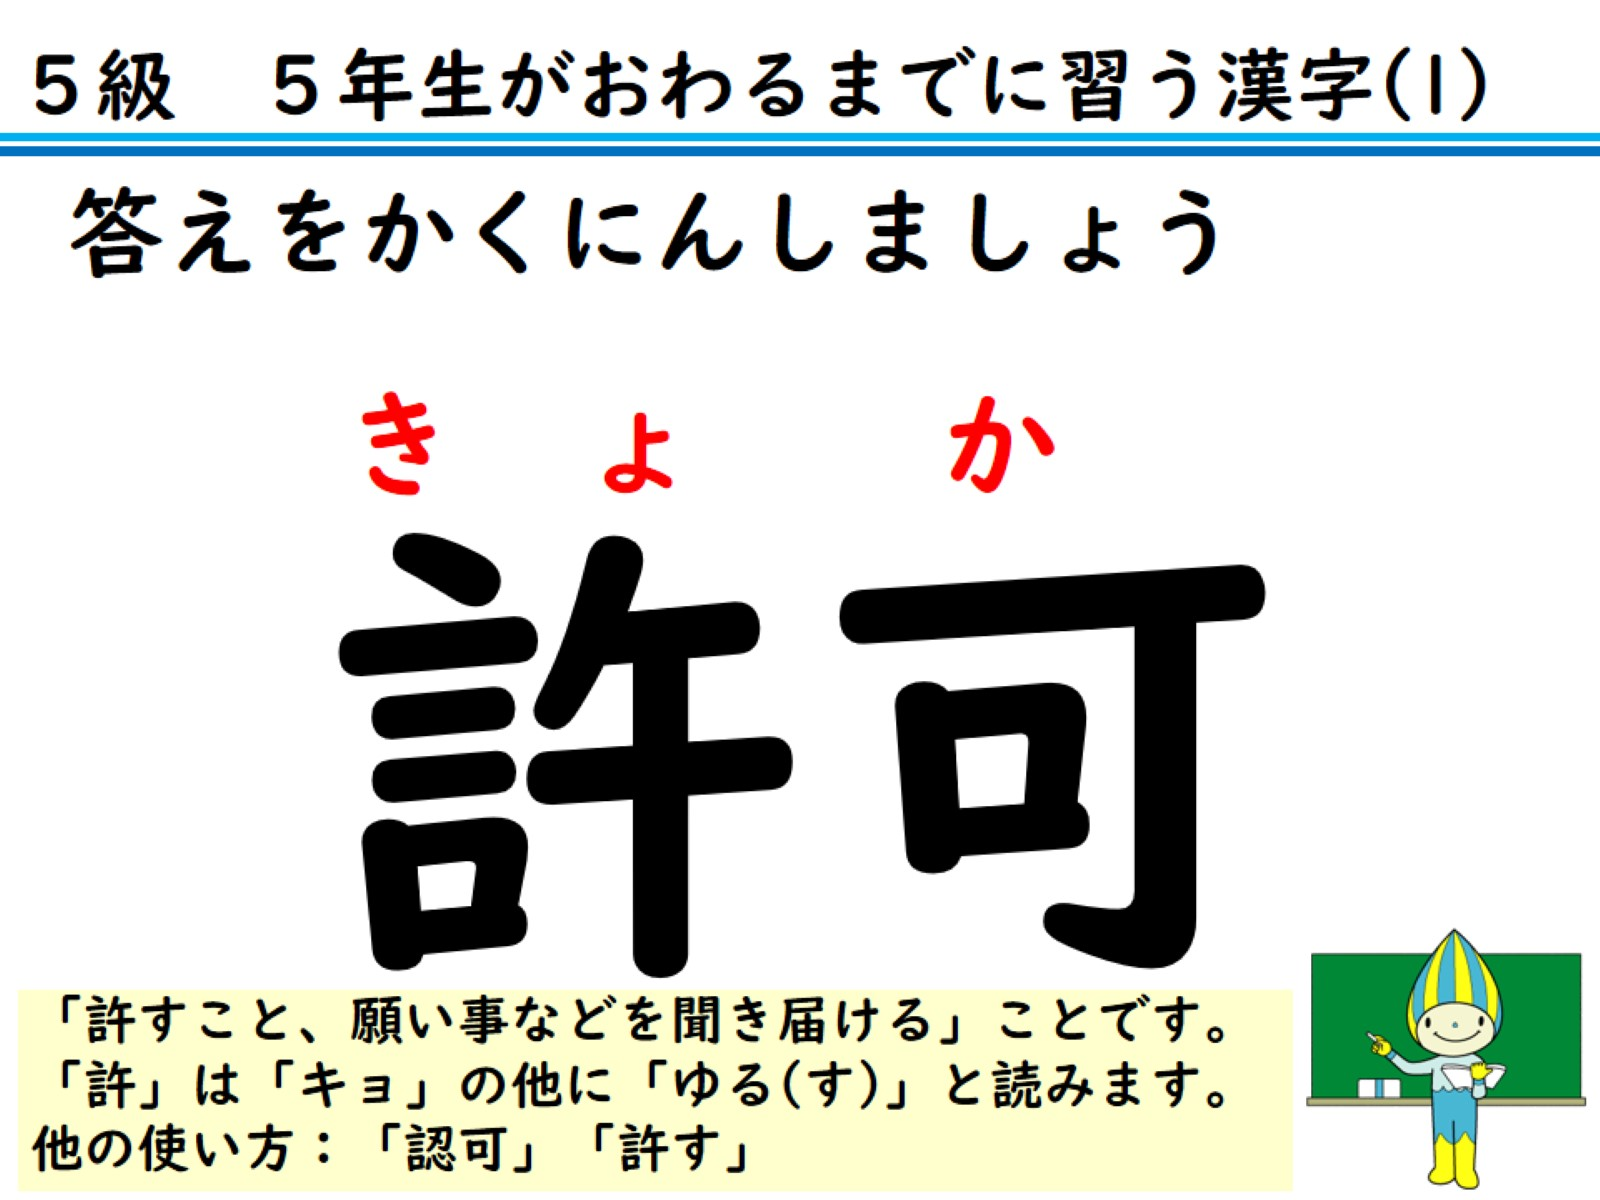 ５級　５年生がおわるまでに習う漢字(1)
答えをかくにんしましょう
きょ　か
許可
「許すこと、願い事などを聞き届ける」ことです。
「許」は「キョ」の他に「ゆる(す)」と読みます。
他の使い方：「認可」「許す」